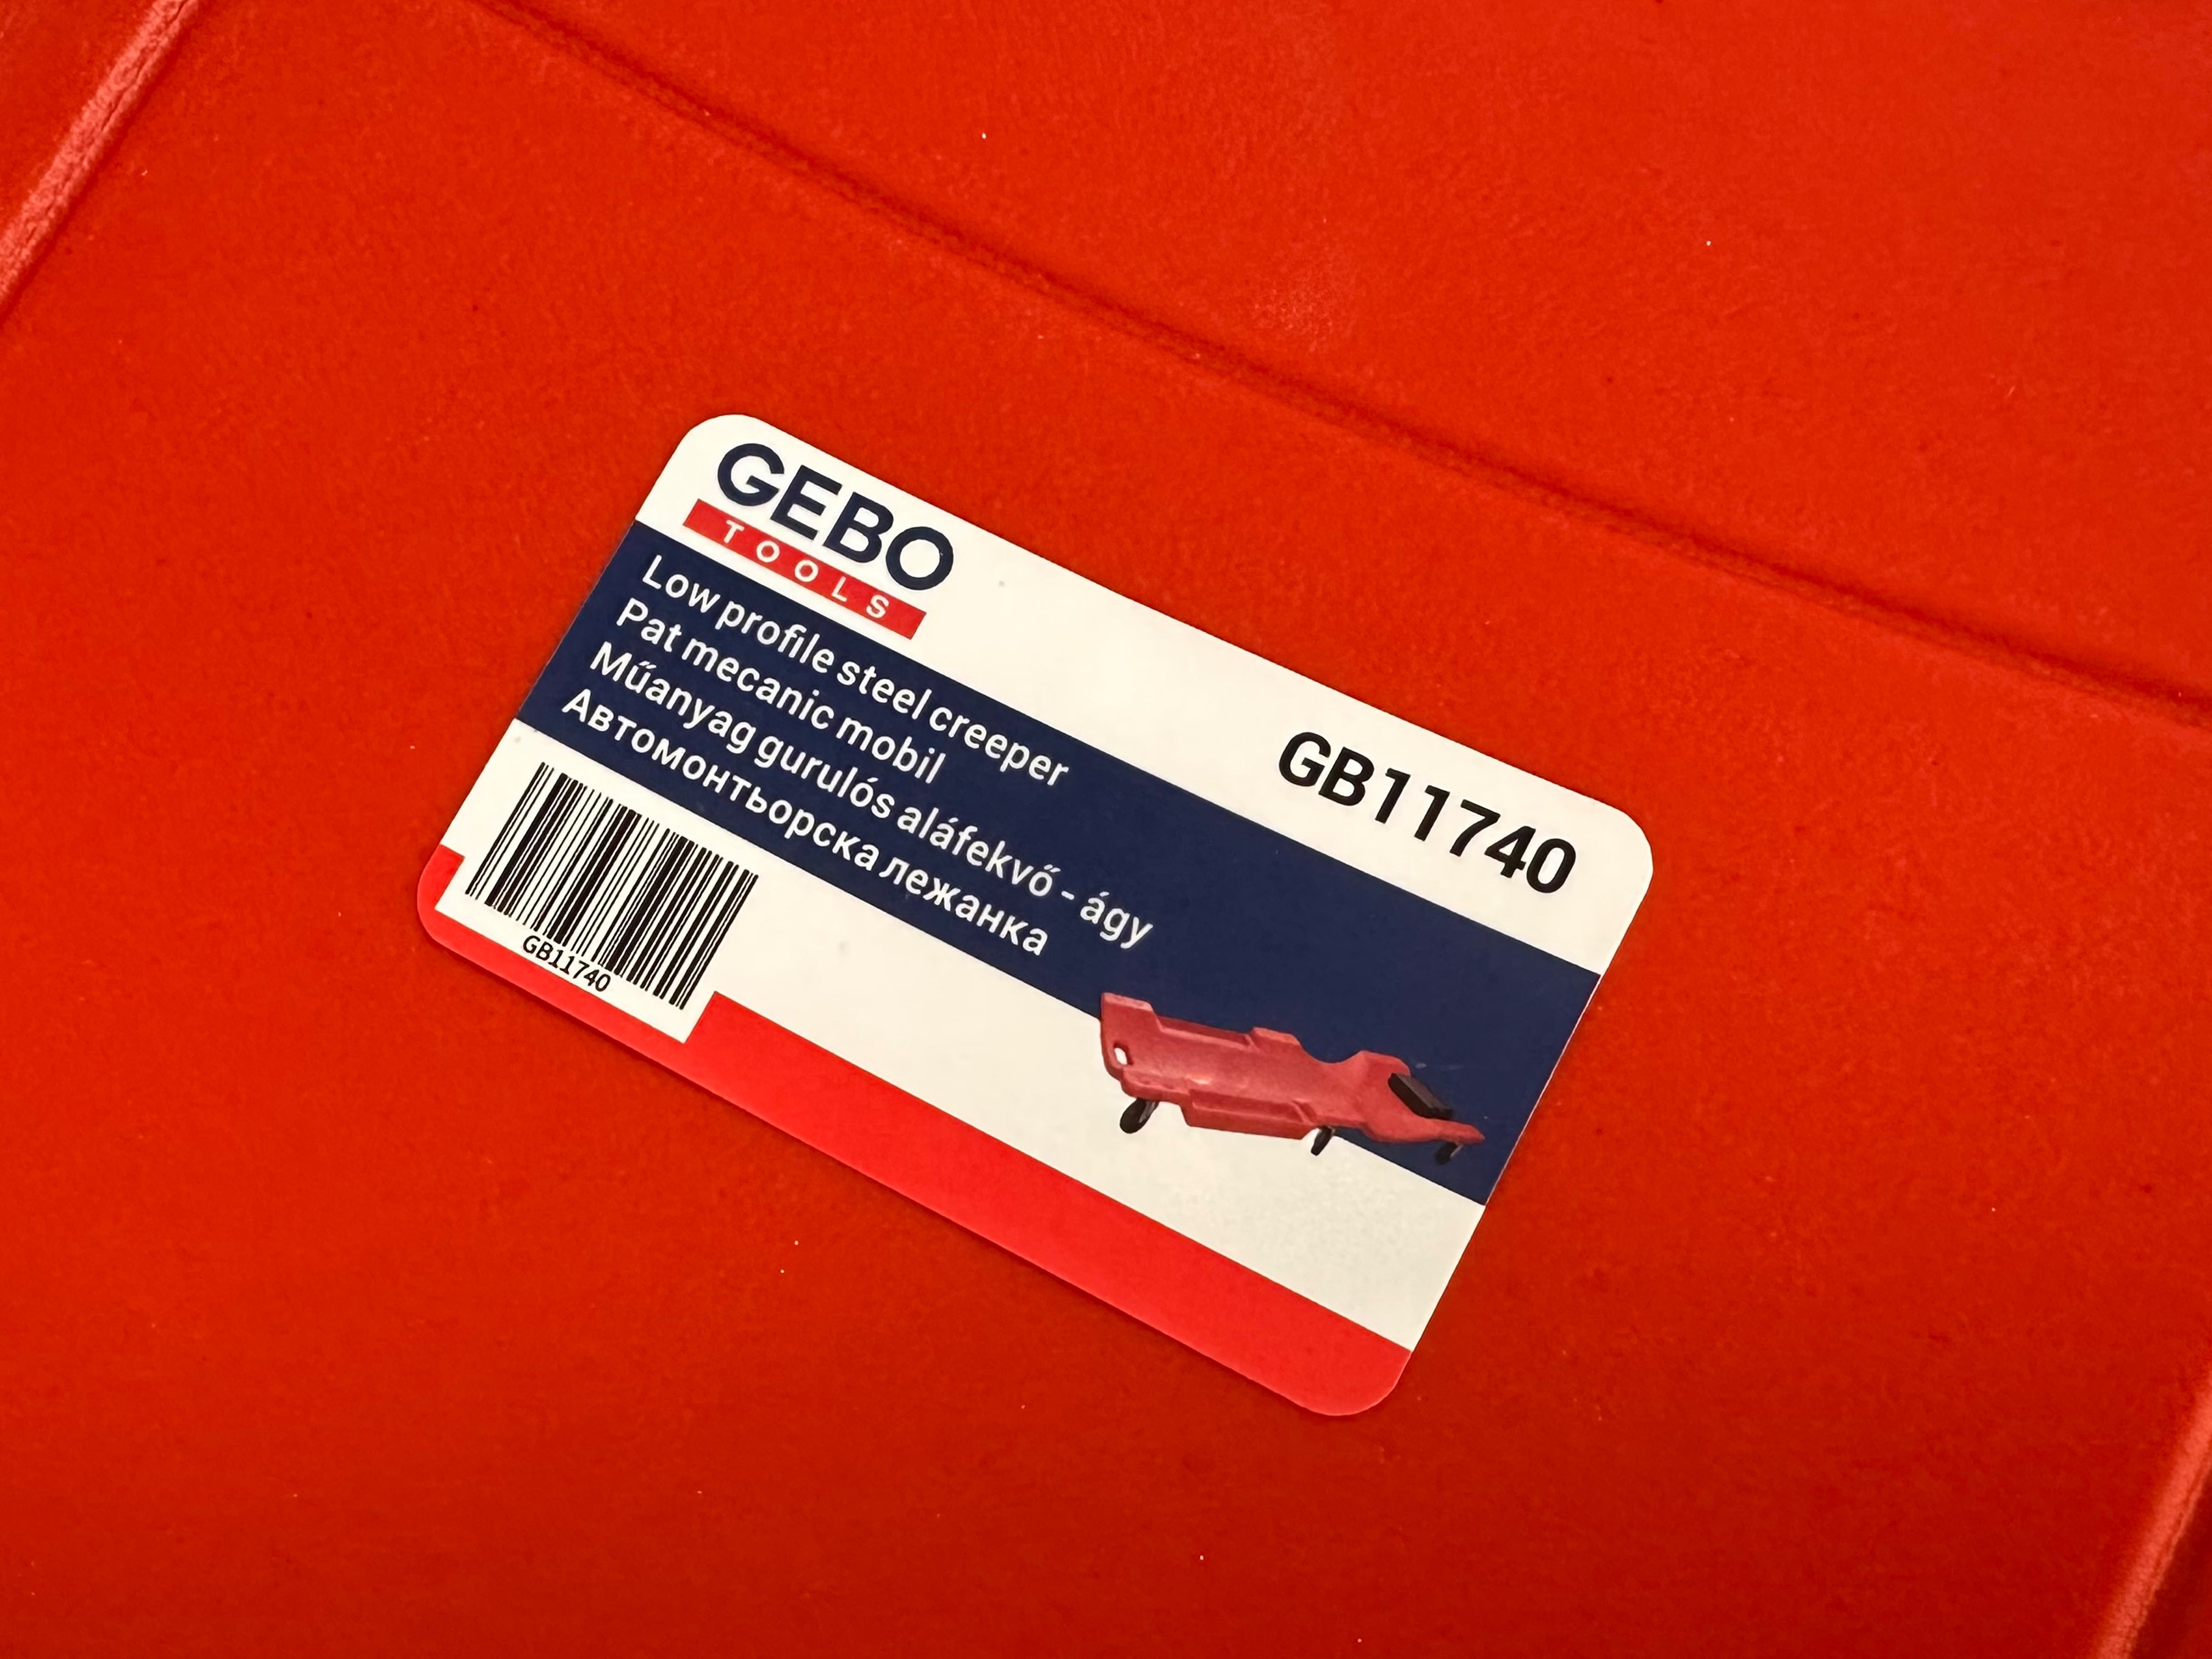 GEBO
TOOLS
GB11740
Low profile steel creeper
Pat mecanic mobil
Műanyag gurulós aláfekvő - ágy
Автомонтьорска лежанка
GB11740